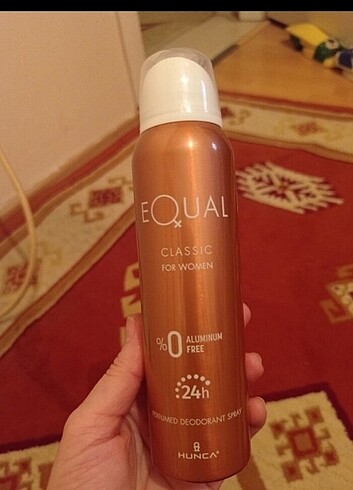 EQUAL
CLASSIC
FOR WOMEN
%0 ALUMINUM
FREE
24h
PERFUMED DEODORANT SPRAY
HUNCA